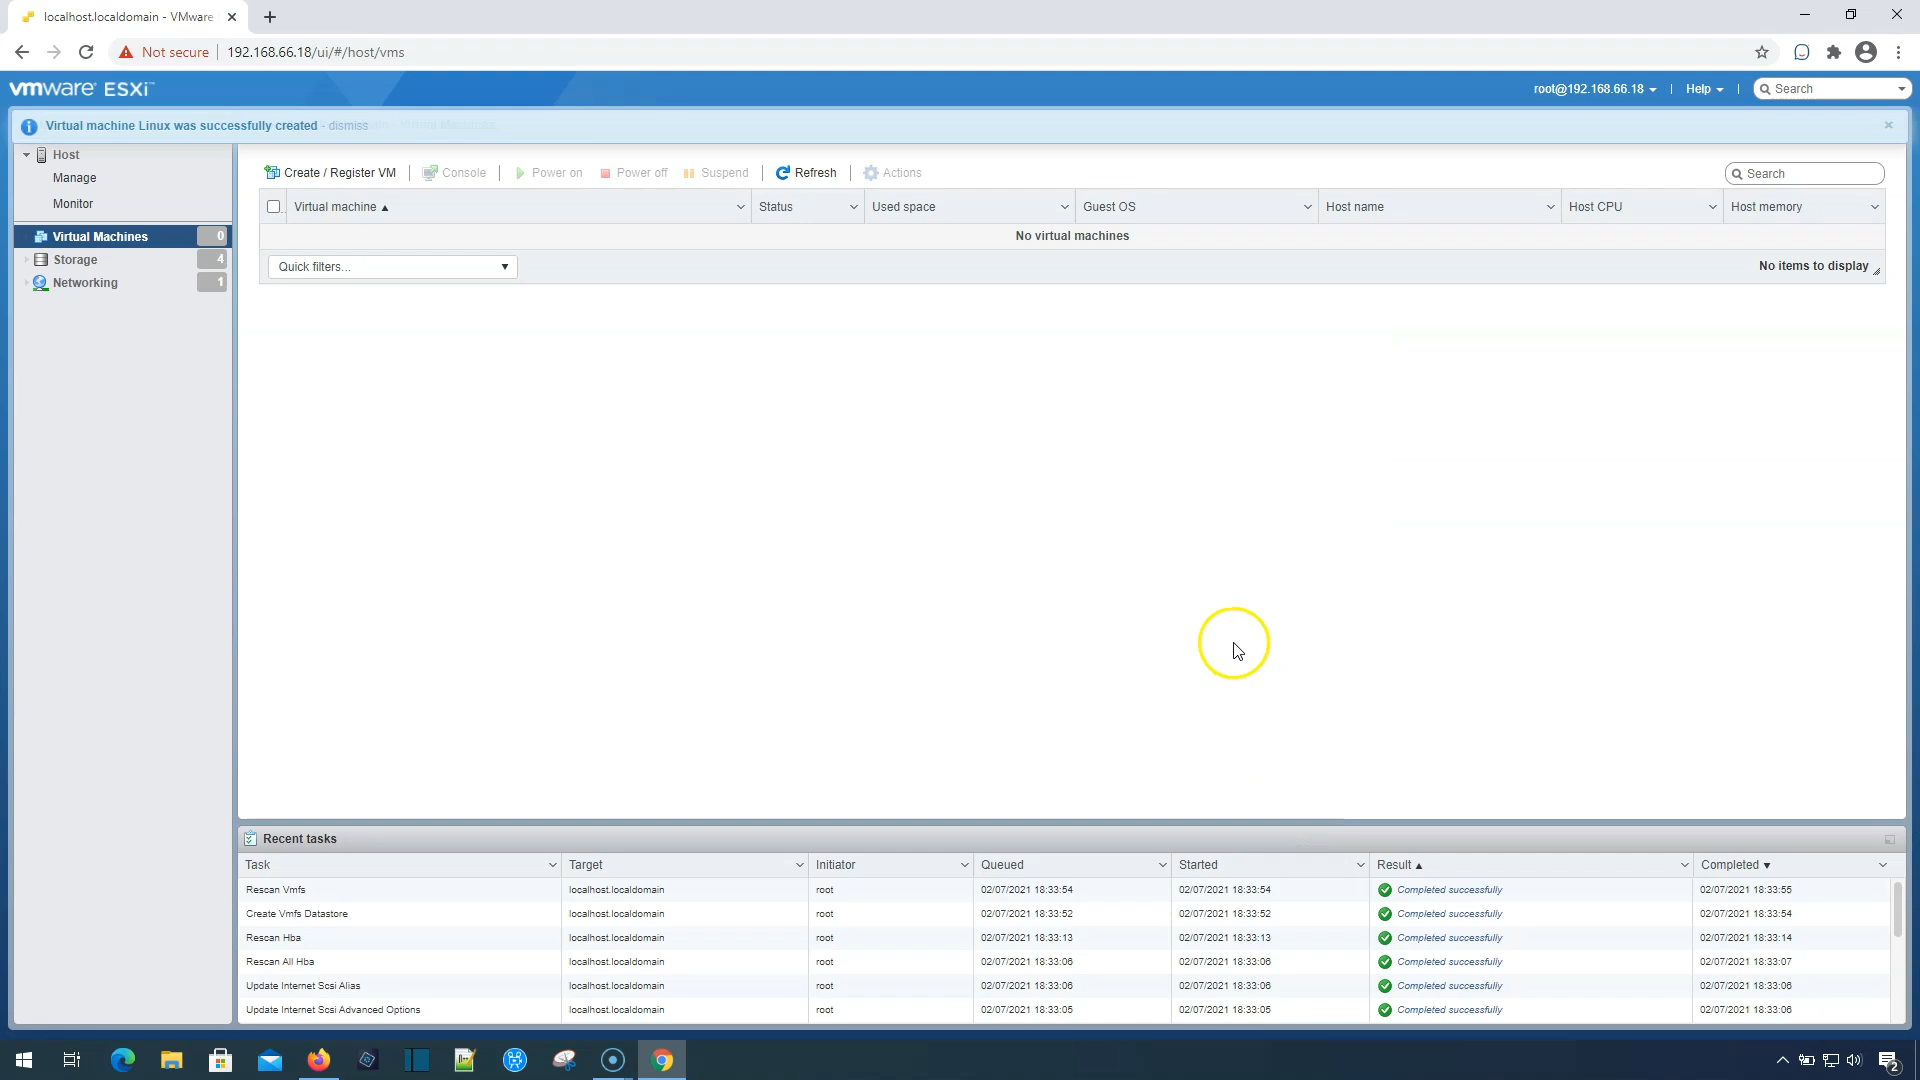 localhost.localdomain - VMware
Not secure 192.168.66.18/ui/#/host/vms
vmware ESXi™
root@192.168.66.18 | Help | Search
Virtual machine Linux was successfully created - dismiss
Host
Manage
Monitor
Virtual Machines 0
Storage 4
Networking 1
Create / Register VM | Console | Power on Power off Suspend | Refresh | Actions
Search
Virtual machine Status Used space Guest OS Host name Host CPU Host memory
No virtual machines
Quick filters...
No items to display
Recent tasks
Task Target Initiator Queued Started Result Completed
Rescan Vmfs localhost.localdomain root 02/07/2021 18:33:54 02/07/2021 18:33:54 Completed successfully 02/07/2021 18:33:55
Create Vmfs Datastore localhost.localdomain root 02/07/2021 18:33:52 02/07/2021 18:33:52 Completed successfully 02/07/2021 18:33:54
Rescan Hba localhost.localdomain root 02/07/2021 18:33:13 02/07/2021 18:33:13 Completed successfully 02/07/2021 18:33:14
Rescan All Hba localhost.localdomain root 02/07/2021 18:33:06 02/07/2021 18:33:06 Completed successfully 02/07/2021 18:33:07
Update Internet Scsi Alias localhost.localdomain root 02/07/2021 18:33:06 02/07/2021 18:33:06 Completed successfully 02/07/2021 18:33:06
Update Internet Scsi Advanced Options localhost.localdomain root 02/07/2021 18:33:05 02/07/2021 18:33:05 Completed successfully 02/07/2021 18:33:06
2